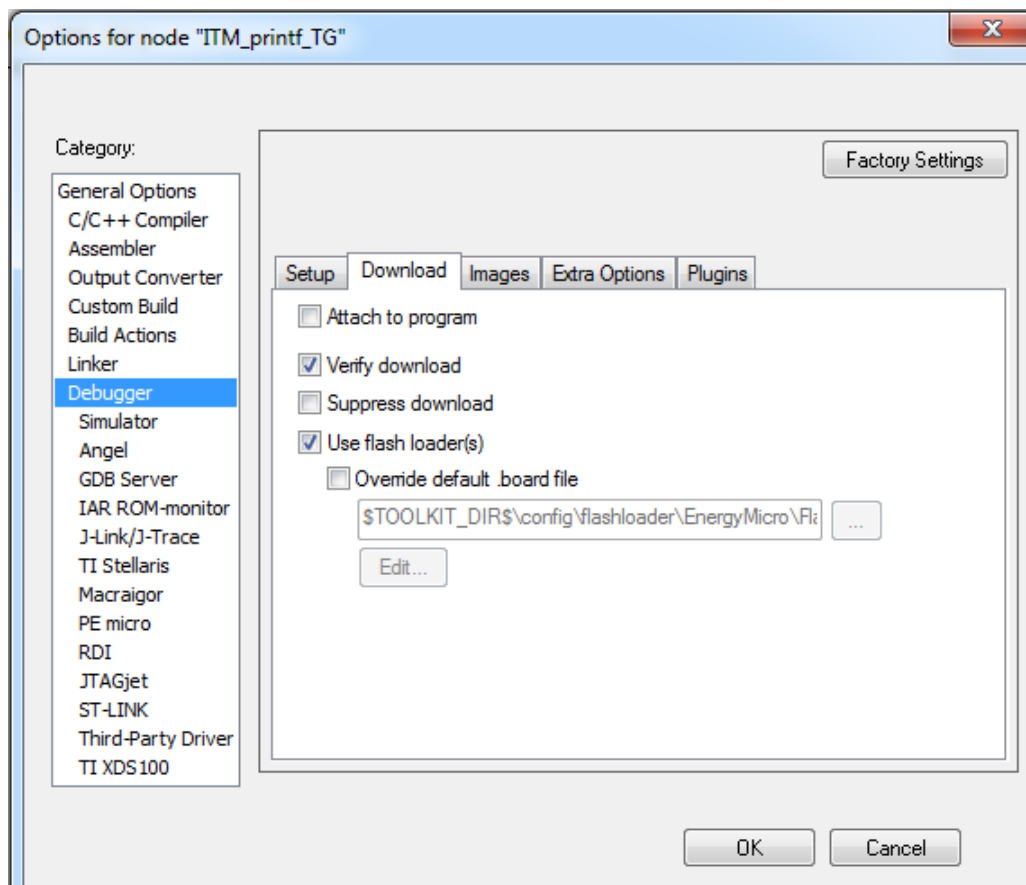 Options for node "ITM_printf_TG"
X
Category:
Factory Settings
General Options
C/C++ Compiler
Assembler
Output Converter
Custom Build
Build Actions
Linker
Debugger
Simulator
Angel
GDB Server
IAR ROM-monitor
J-Link/J-Trace
TI Stellaris
Macraigor
PE micro
RDI
JTAGjet
ST-LINK
Third-Party Driver
TI XDS100
Setup Download Images Extra Options Plugins
Attach to program
Verify download
Suppress download
Use flash loader(s)
Override default .board file
$TOOLKIT_DIR$\config\flashloader\EnergyMicro\Fla
...
Edit...
OK Cancel